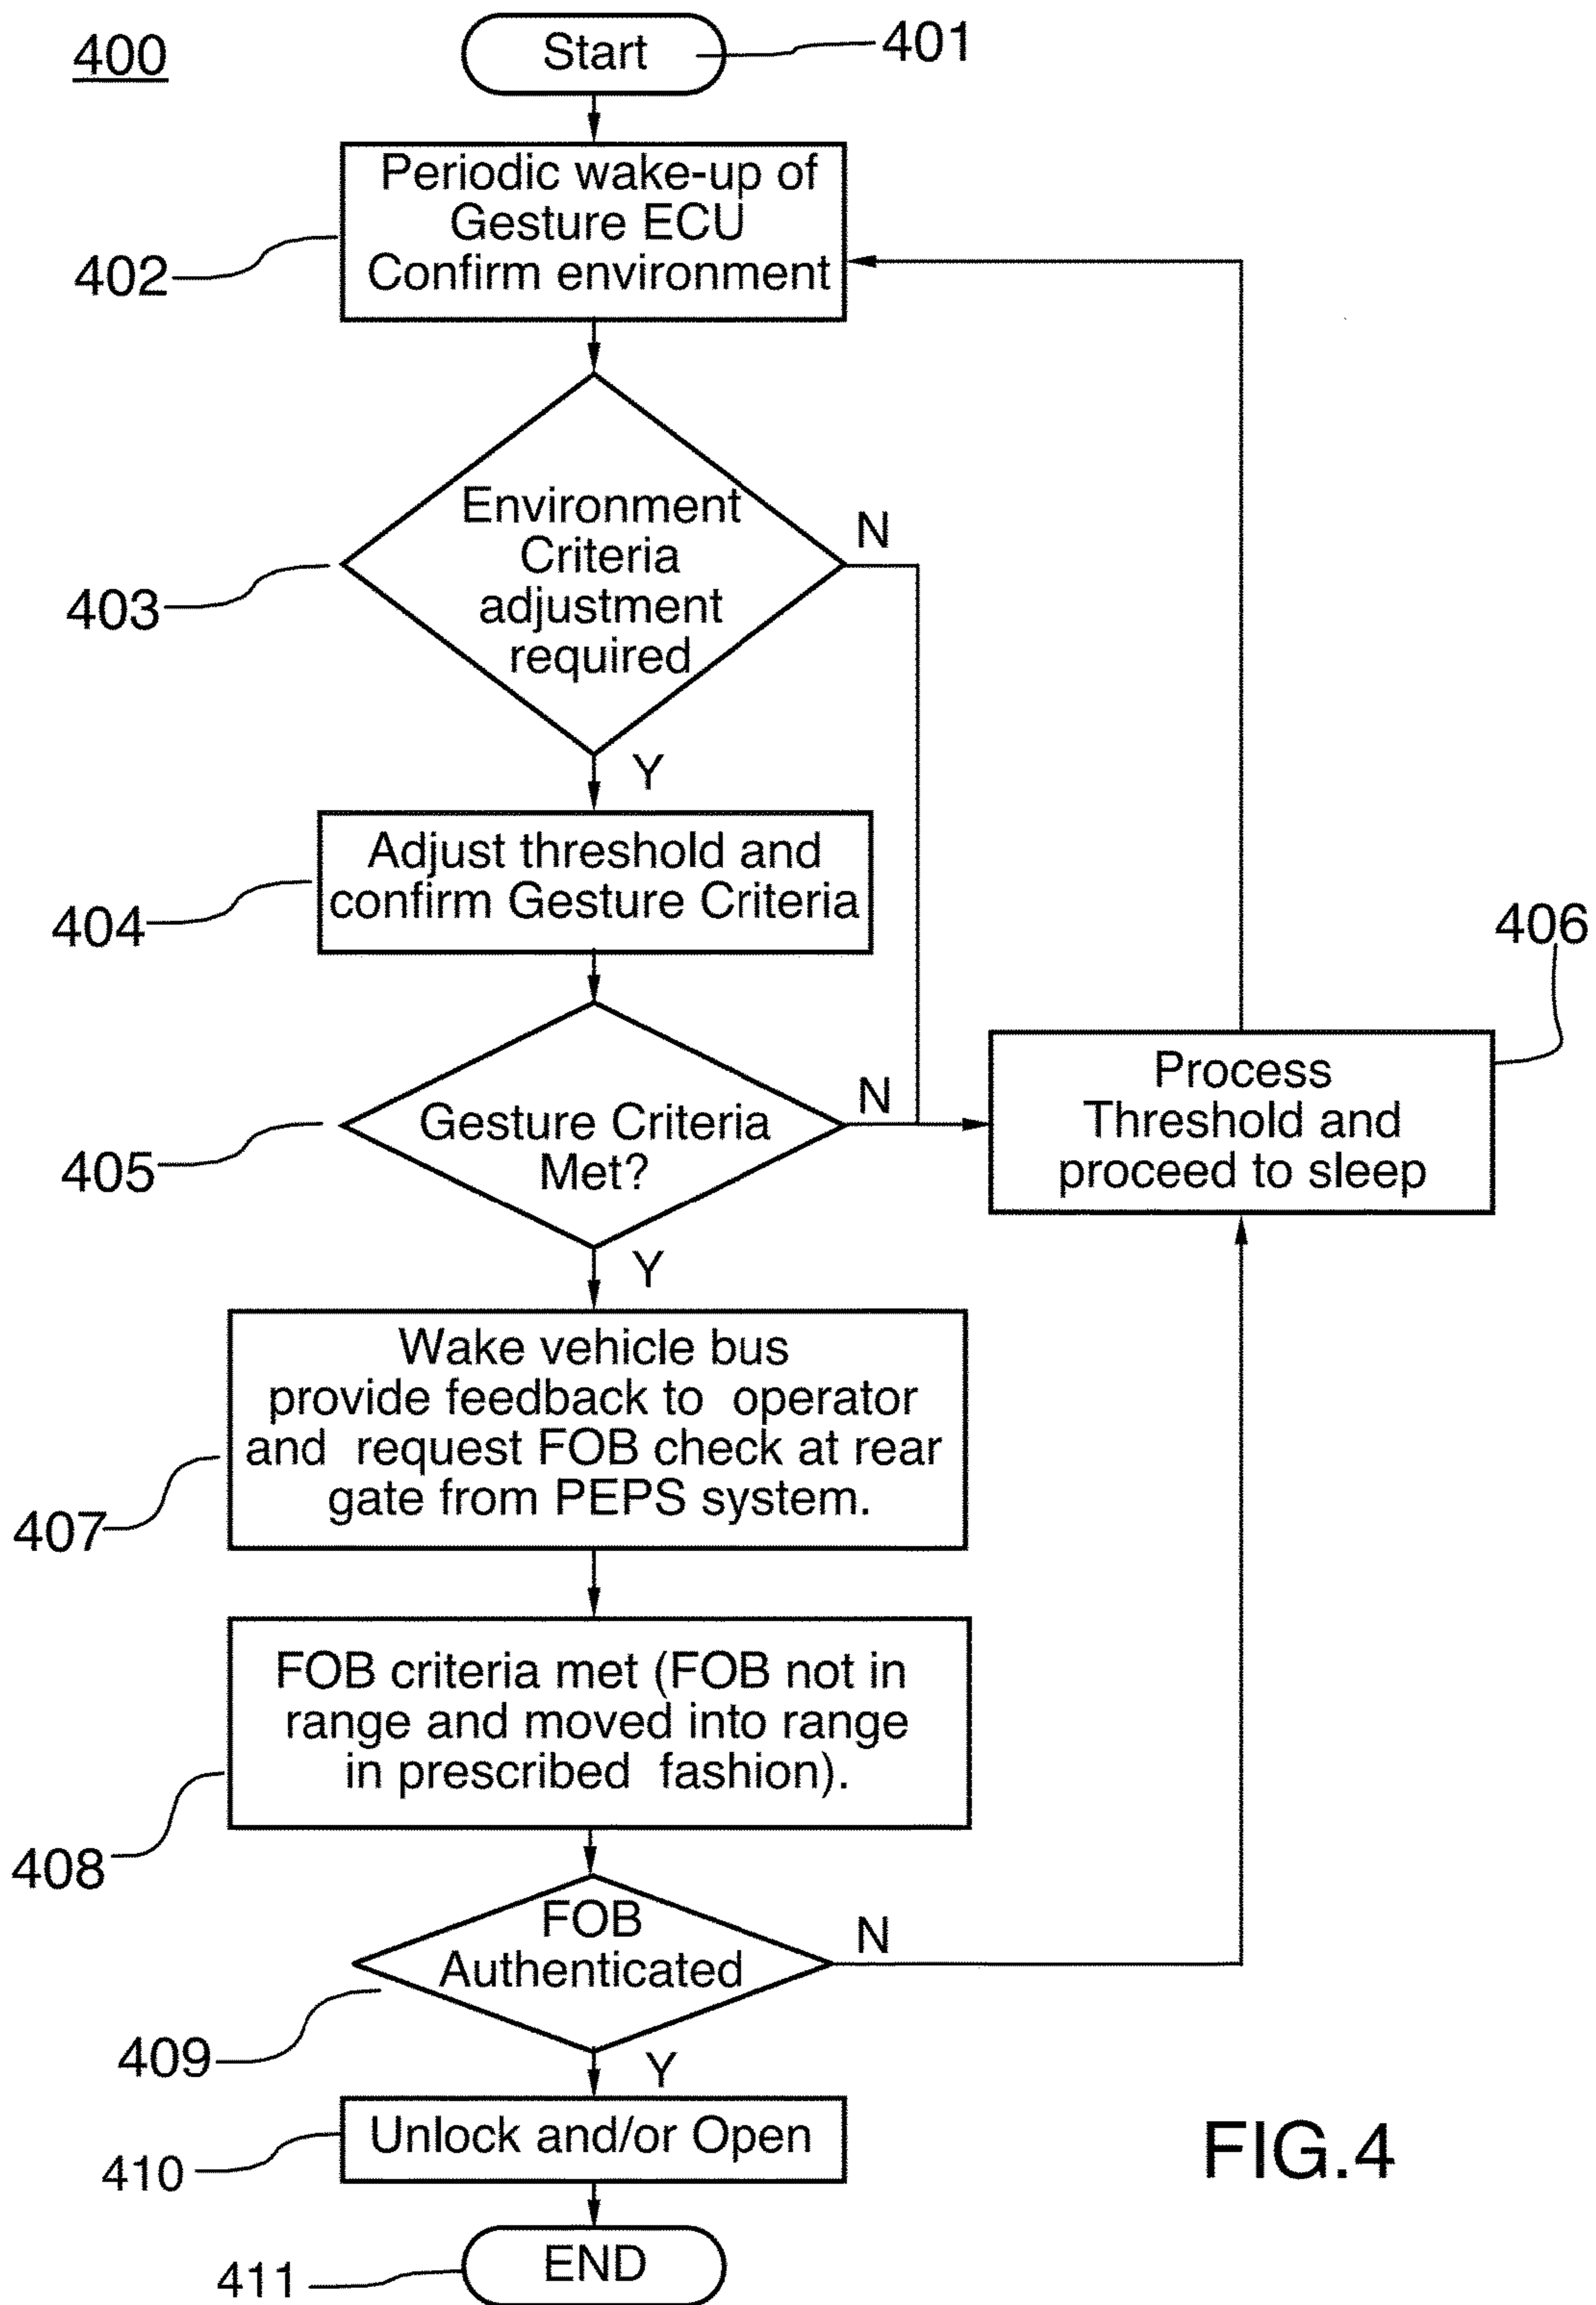 400
Start
401
Periodic wake-up of
Gesture ECU
Confirm environment
402
Environment
Criteria
adjustment
required
N
403
Y
Adjust threshold and
confirm Gesture Criteria
404
406
Gesture Criteria
Met?
N
405
Process
Threshold and
proceed to sleep
Y
Wake vehicle bus
provide feedback to operator
and request FOB check at rear
gate from PEPS system.
407
FOB criteria met (FOB not in
range and moved into range
in prescribed fashion).
408
FOB
Authenticated
N
409
Y
Unlock and/or Open
410
END
411
FIG.4